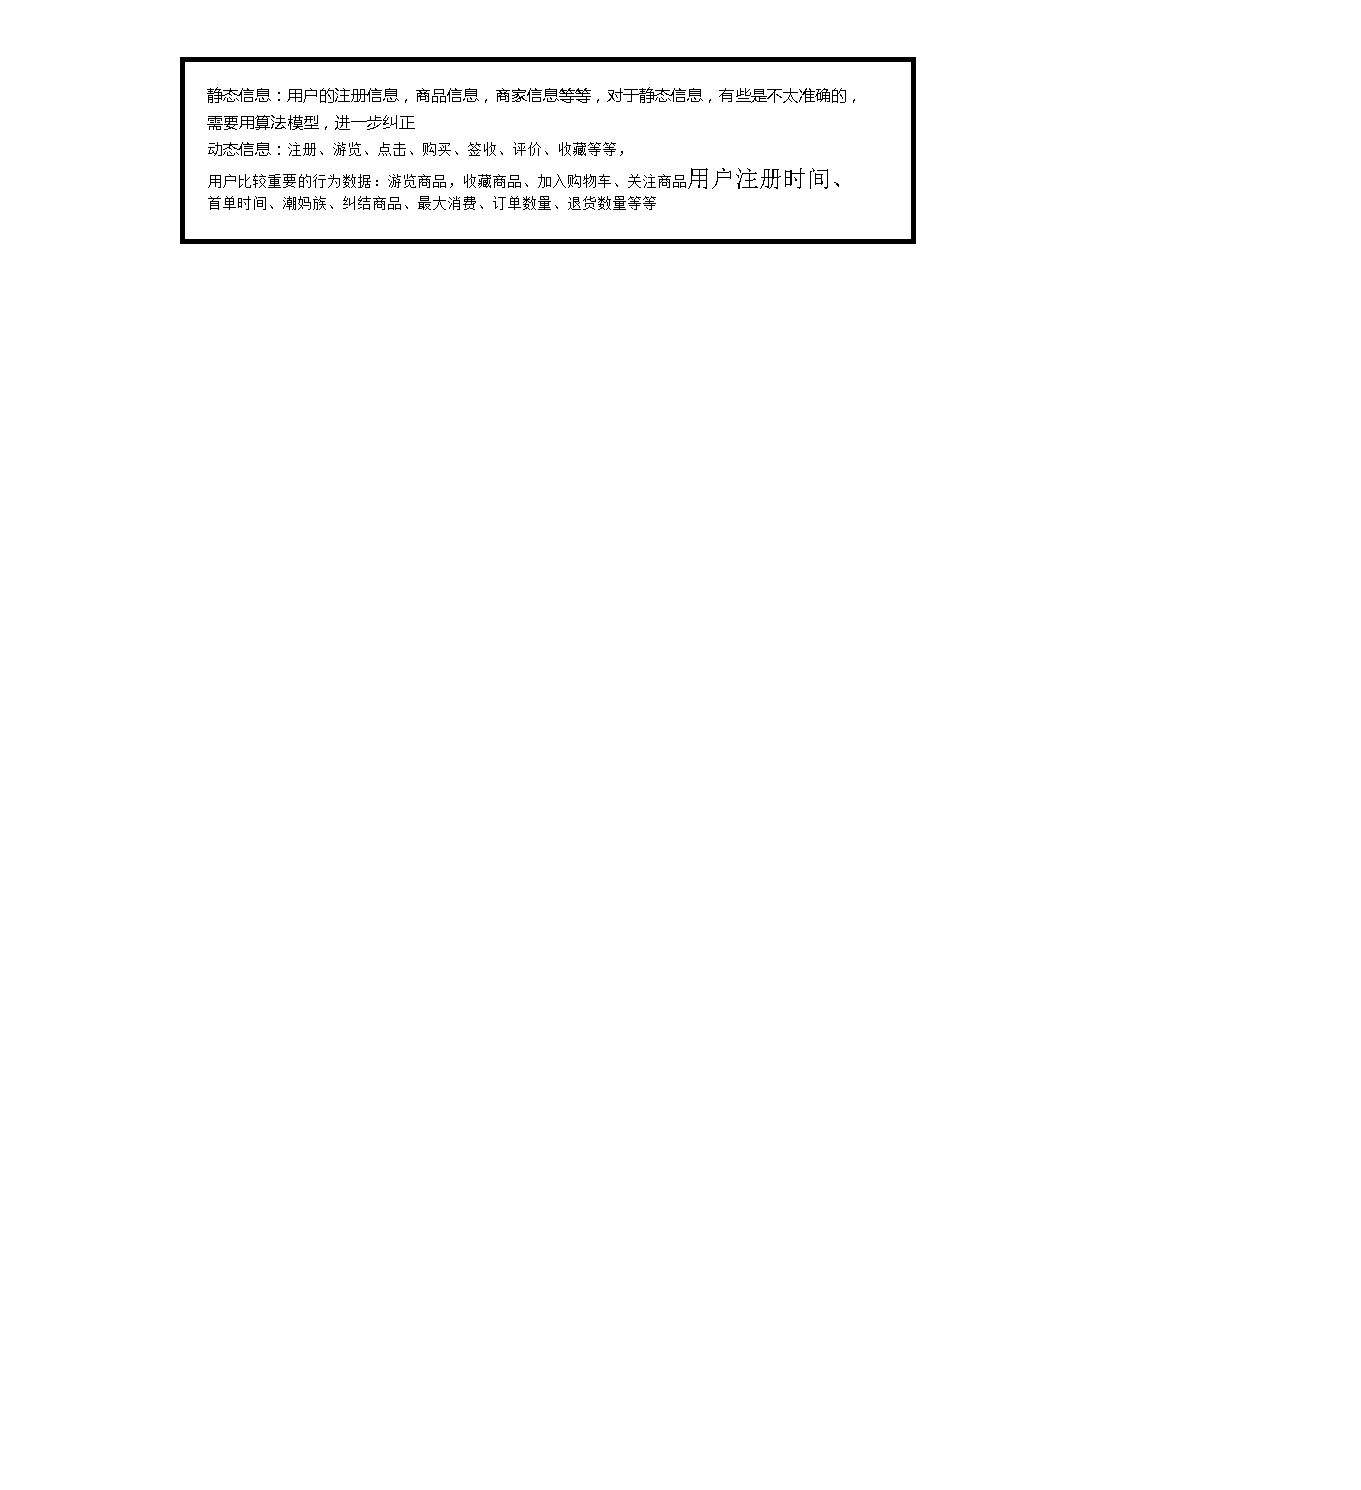 静态信息：用户的注册信息，商品信息，商家信息等等，对于静态信息，有些是不太准确的，
需要用算法模型，进一步纠正
动态信息：注册、游览、点击、购买、签收、评价、收藏等等，
用户比较重要的行为数据：游览商品，收藏商品、加入购物车、关注商品用户注册时间、
首单时间、潮妈族、纠结商品、最大消费、订单数量、退货数量等等